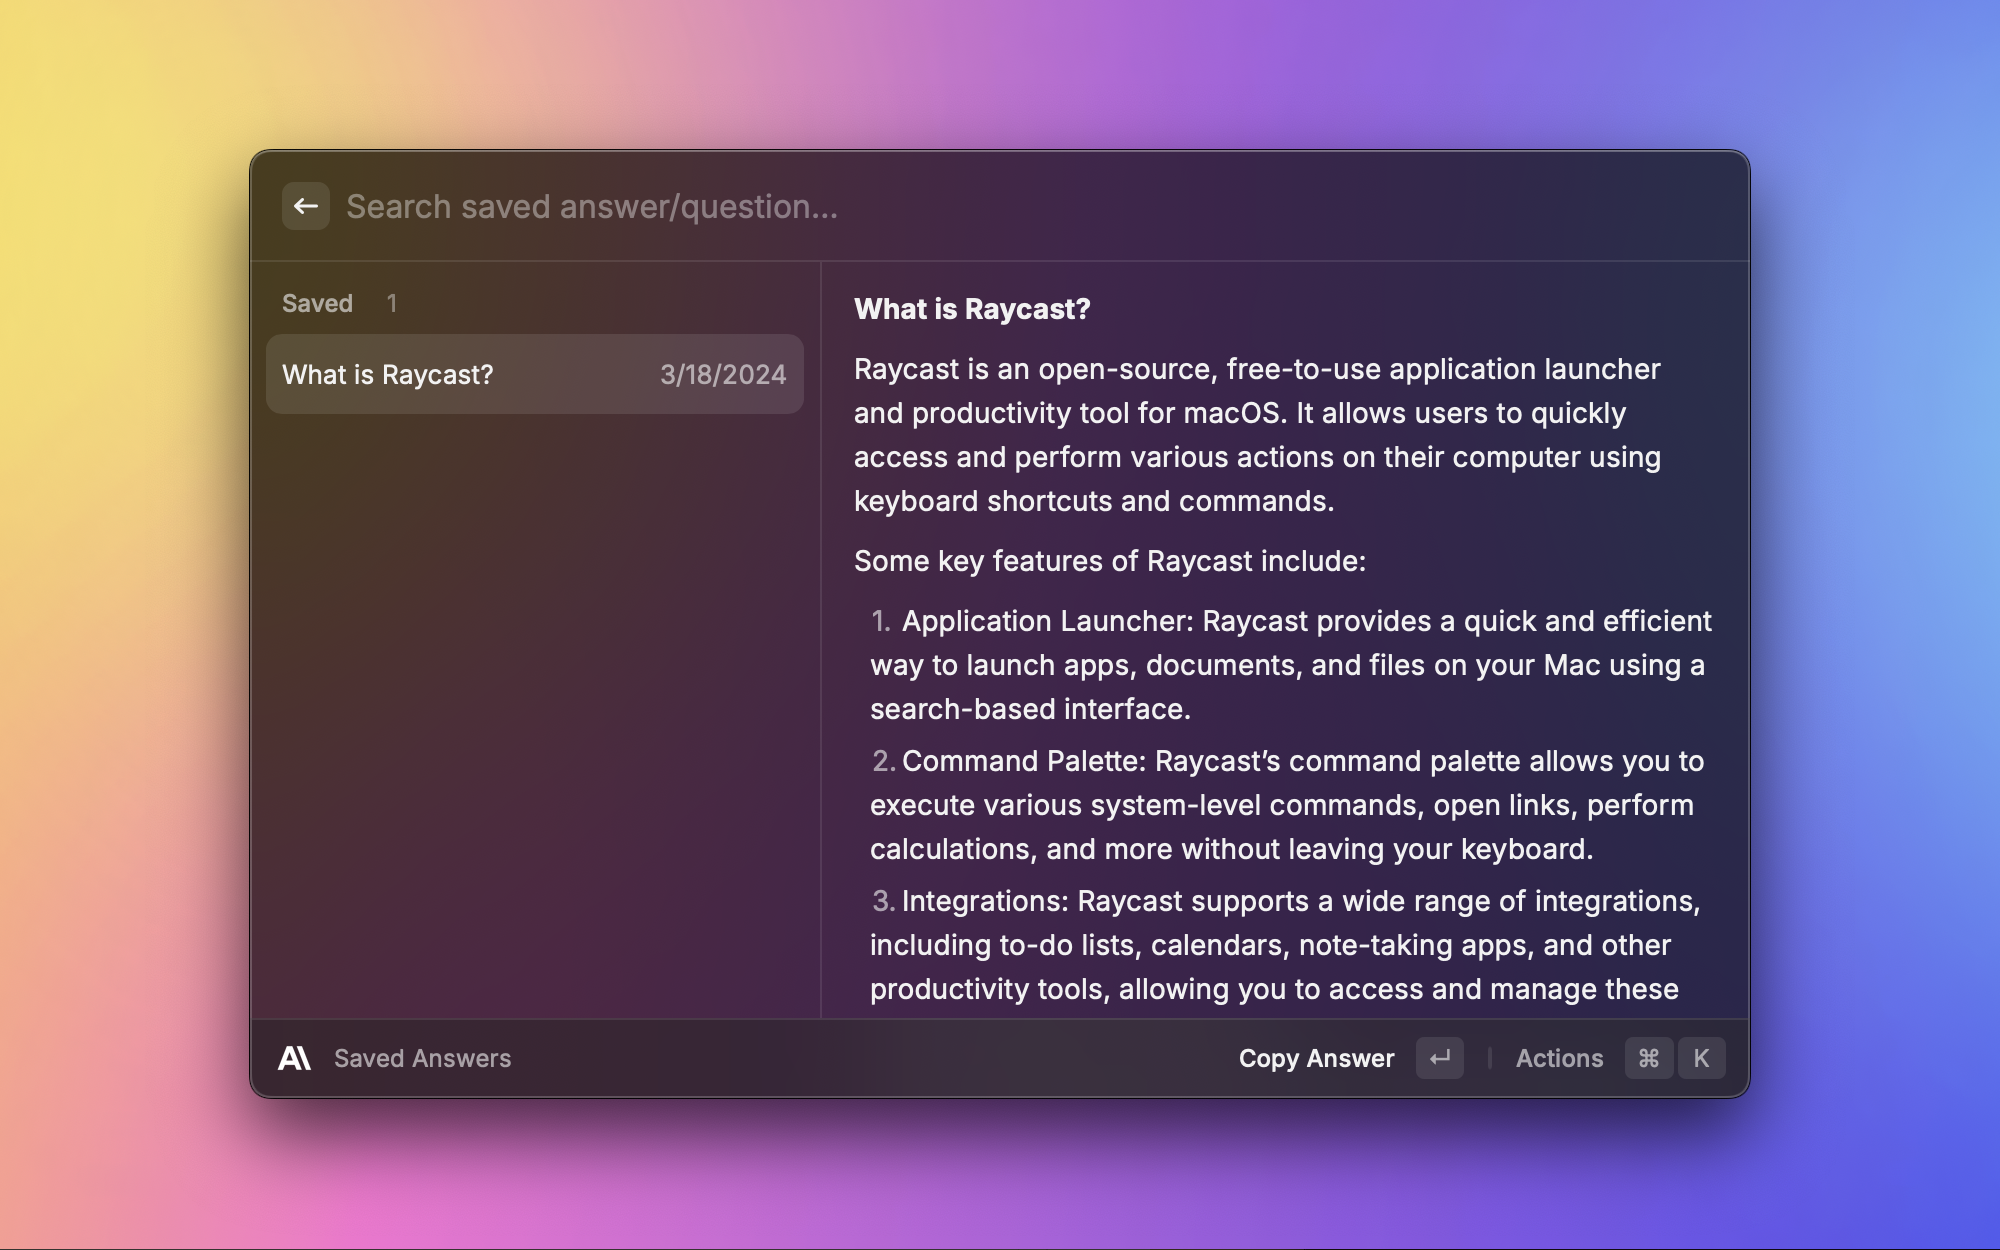 Search saved answer/question...
Saved 1
What is Raycast? 3/18/2024
What is Raycast?
Raycast is an open-source, free-to-use application launcher
and productivity tool for macOS. It allows users to quickly
access and perform various actions on their computer using
keyboard shortcuts and commands.
Some key features of Raycast include:
1. Application Launcher: Raycast provides a quick and efficient
way to launch apps, documents, and files on your Mac using a
search-based interface.
2. Command Palette: Raycast’s command palette allows you to
execute various system-level commands, open links, perform
calculations, and more without leaving your keyboard.
3. Integrations: Raycast supports a wide range of integrations,
including to-do lists, calendars, note-taking apps, and other
productivity tools, allowing you to access and manage these
Saved Answers Copy Answer ↵ Actions ⌘ K